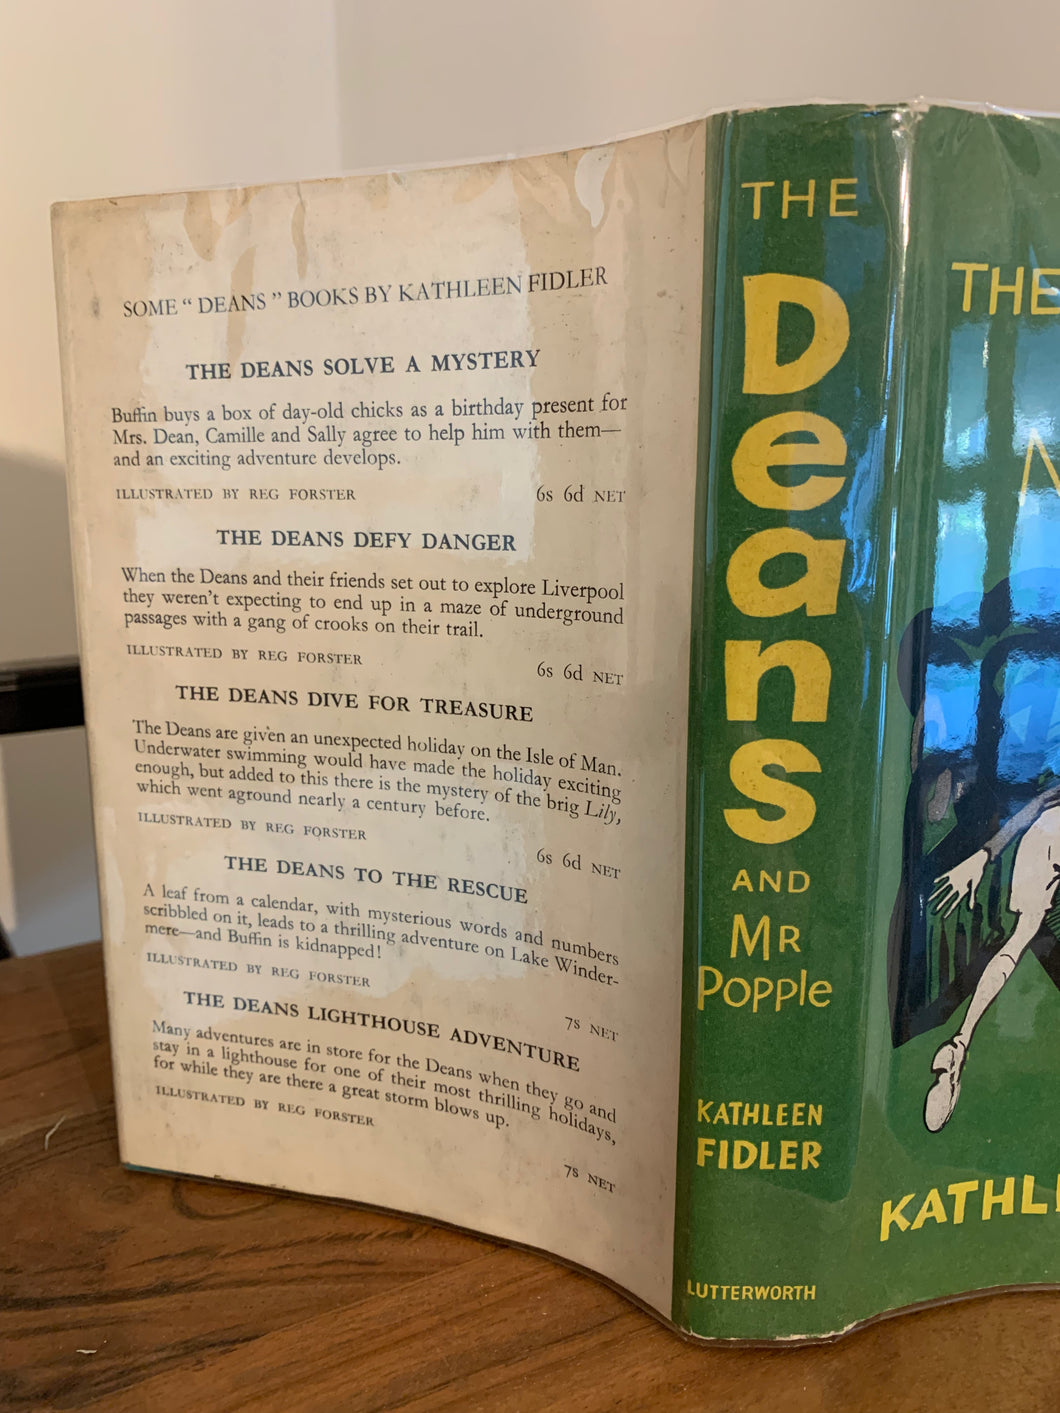 SOME “ DEANS ” BOOKS BY KATHLEEN FIDLER
THE DEANS SOLVE A MYSTERY
Buffin buys a box of day-old chicks as a birthday present for
Mrs. Dean, Camille and Sally agree to help him with them—
and an exciting adventure develops.
ILLUSTRATED BY REG FORSTER 6s 6d NET
THE DEANS DEFY DANGER
When the Deans and their friends set out to explore Liverpool
they weren't expecting to end up in a maze of underground
passages with a gang of crooks on their trail.
ILLUSTRATED BY REG FORSTER
6s 6d NET
THE DEANS DIVE FOR TREASURE
The Deans are given an unexpected holiday on the Isle of Man.
Underwater swimming would have made the holiday exciting
enough, but added to this there is the mystery of the brig Lily,
which went aground nearly a century before.
ILLUSTRATED BY REG FORSTER
6s 6d NET
THE DEANS TO THE RESCUE
A leaf from a calendar, with mysterious words and numbers
scribbled on it, leads to a thrilling adventure on Lake Winder-
mere—and Buffin is kidnapped!
ILLUSTRATED BY REG FORSTER
7s NET
THE DEANS LIGHTHOUSE ADVENTURE
Many adventures are in store for the Deans when they go and
stay in a lighthouse for one of their most thrilling holidays,
for while they are there a great storm blows up.
ILLUSTRATED BY REG FORSTER
7s NET
THE
Deans
AND
MR
Popple
KATHLEEN
FIDLER
LUTTERWORTH
THE
KATHL